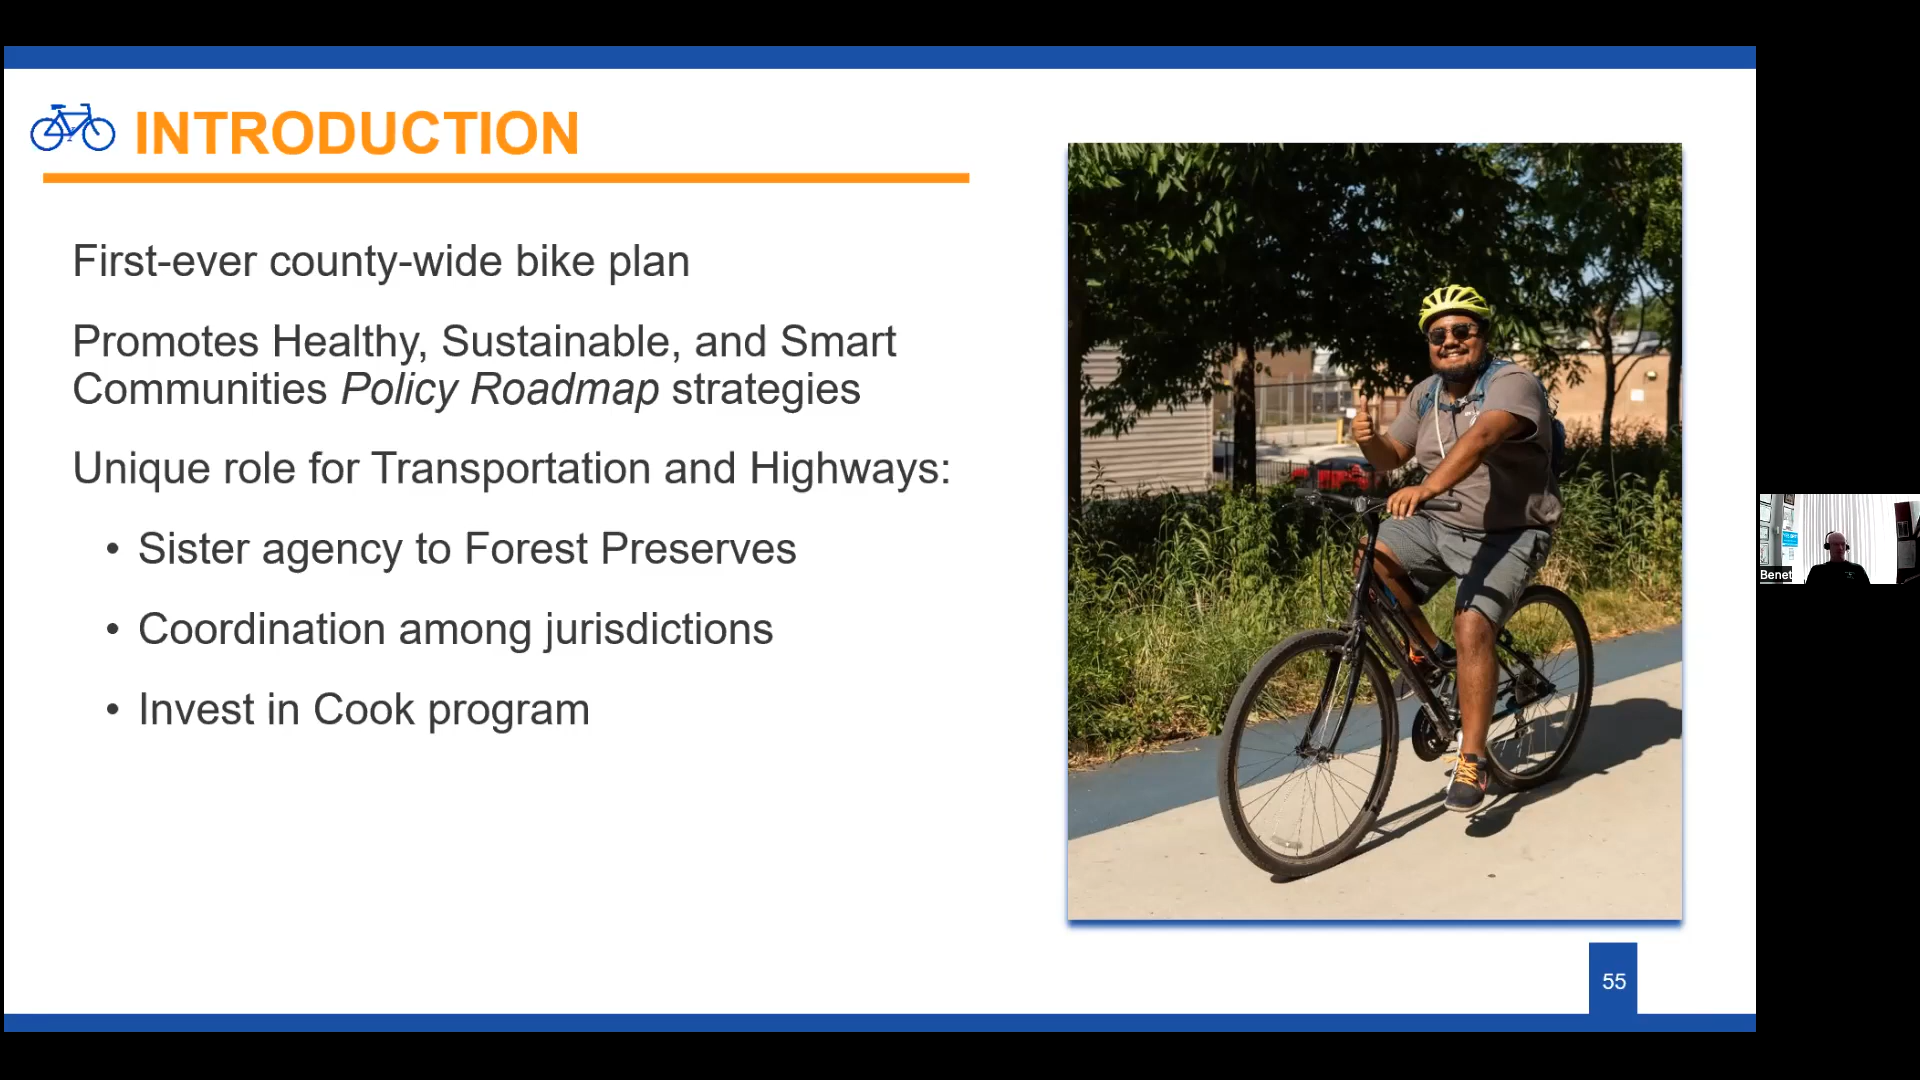 INTRODUCTION
First-ever county-wide bike plan
Promotes Healthy, Sustainable, and Smart
Communities Policy Roadmap strategies
Unique role for Transportation and Highways:
• Sister agency to Forest Preserves
• Coordination among jurisdictions
• Invest in Cook program
55
Benet